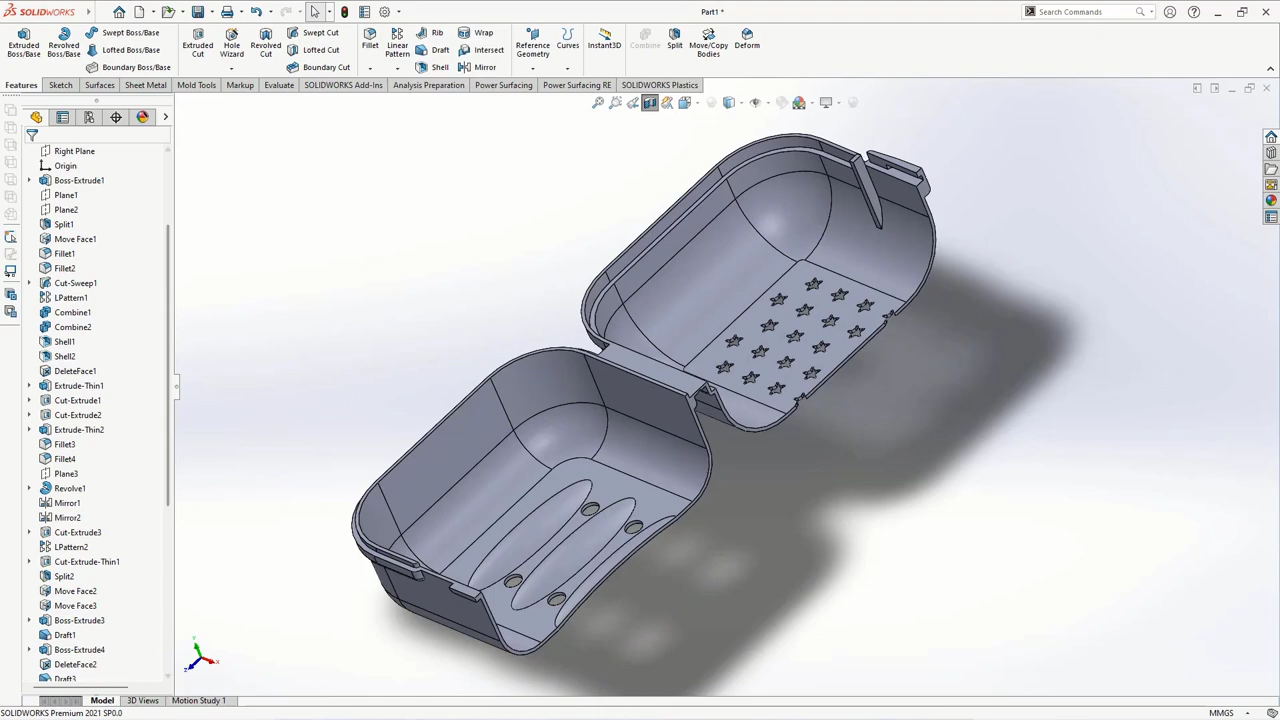 SOLIDWORKS
Part1 *
Search Commands
Extruded Boss/Base
Revolved Boss/Base
Swept Boss/Base
Lofted Boss/Base
Boundary Boss/Base
Extruded Cut
Hole Wizard
Revolved Cut
Swept Cut
Lofted Cut
Boundary Cut
Fillet
Linear Pattern
Rib
Draft
Shell
Wrap
Intersect
Mirror
Reference Geometry
Curves
Instant3D
Combine
Split
Move/Copy Bodies
Deform
Features
Sketch
Surfaces
Sheet Metal
Mold Tools
Markup
Evaluate
SOLIDWORKS Add-Ins
Analysis Preparation
Power Surfacing
Power Surfacing RE
SOLIDWORKS Plastics
Right Plane
Origin
Boss-Extrude1
Plane1
Plane2
Split1
Move Face1
Fillet1
Fillet2
Cut-Sweep1
LPattern1
Combine1
Combine2
Shell1
Shell2
DeleteFace1
Extrude-Thin1
Cut-Extrude1
Cut-Extrude2
Extrude-Thin2
Fillet3
Fillet4
Plane3
Revolve1
Mirror1
Mirror2
Cut-Extrude3
LPattern2
Cut-Extrude-Thin1
Split2
Move Face2
Move Face3
Boss-Extrude3
Draft1
Boss-Extrude4
DeleteFace2
Draft3
Y
X
Z
Model
3D Views
Motion Study 1
SOLIDWORKS Premium 2021 SP0.0
MMGS